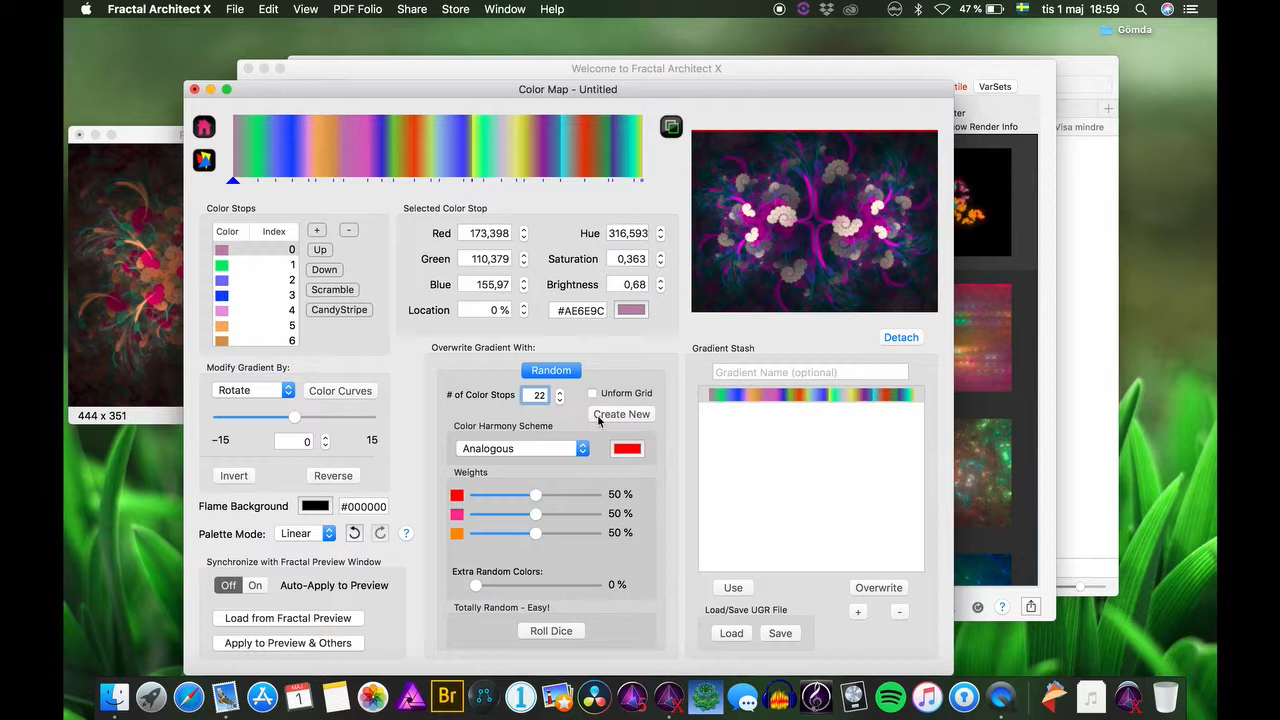 Fractal Architect X File Edit View PDF Folio Share Store Window Help 47 % tis 1 maj 18:59
Gömda
Welcome to Fractal Architect X
Color Map - Untitled
tile VarSets
ow Render Info
Visa mindre
Color Stops
Color Index
0
1
2
3
4
5
6
+ -
Up
Down
Scramble
CandyStripe
Selected Color Stop
Red 173,398 Hue 316,593
Green 110,379 Saturation 0,363
Blue 155,97 Brightness 0,68
Location 0 % #AE6E9C
Detach
444 x 351
Modify Gradient By:
Rotate Color Curves
−15 0 15
Invert Reverse
Flame Background #000000
Palette Mode: Linear ?
Synchronize with Fractal Preview Window
Off On Auto-Apply to Preview
Load from Fractal Preview
Apply to Preview & Others
Overwrite Gradient With:
Random
# of Color Stops 22 Unform Grid
Create New
Color Harmony Scheme
Analogous
Weights
50 %
50 %
50 %
Extra Random Colors:
0 %
Totally Random - Easy!
Roll Dice
Gradient Stash
Gradient Name (optional)
Use Overwrite
Load/Save UGR File + -
Load Save
?
MAJ
1
Br
1
5
X
X